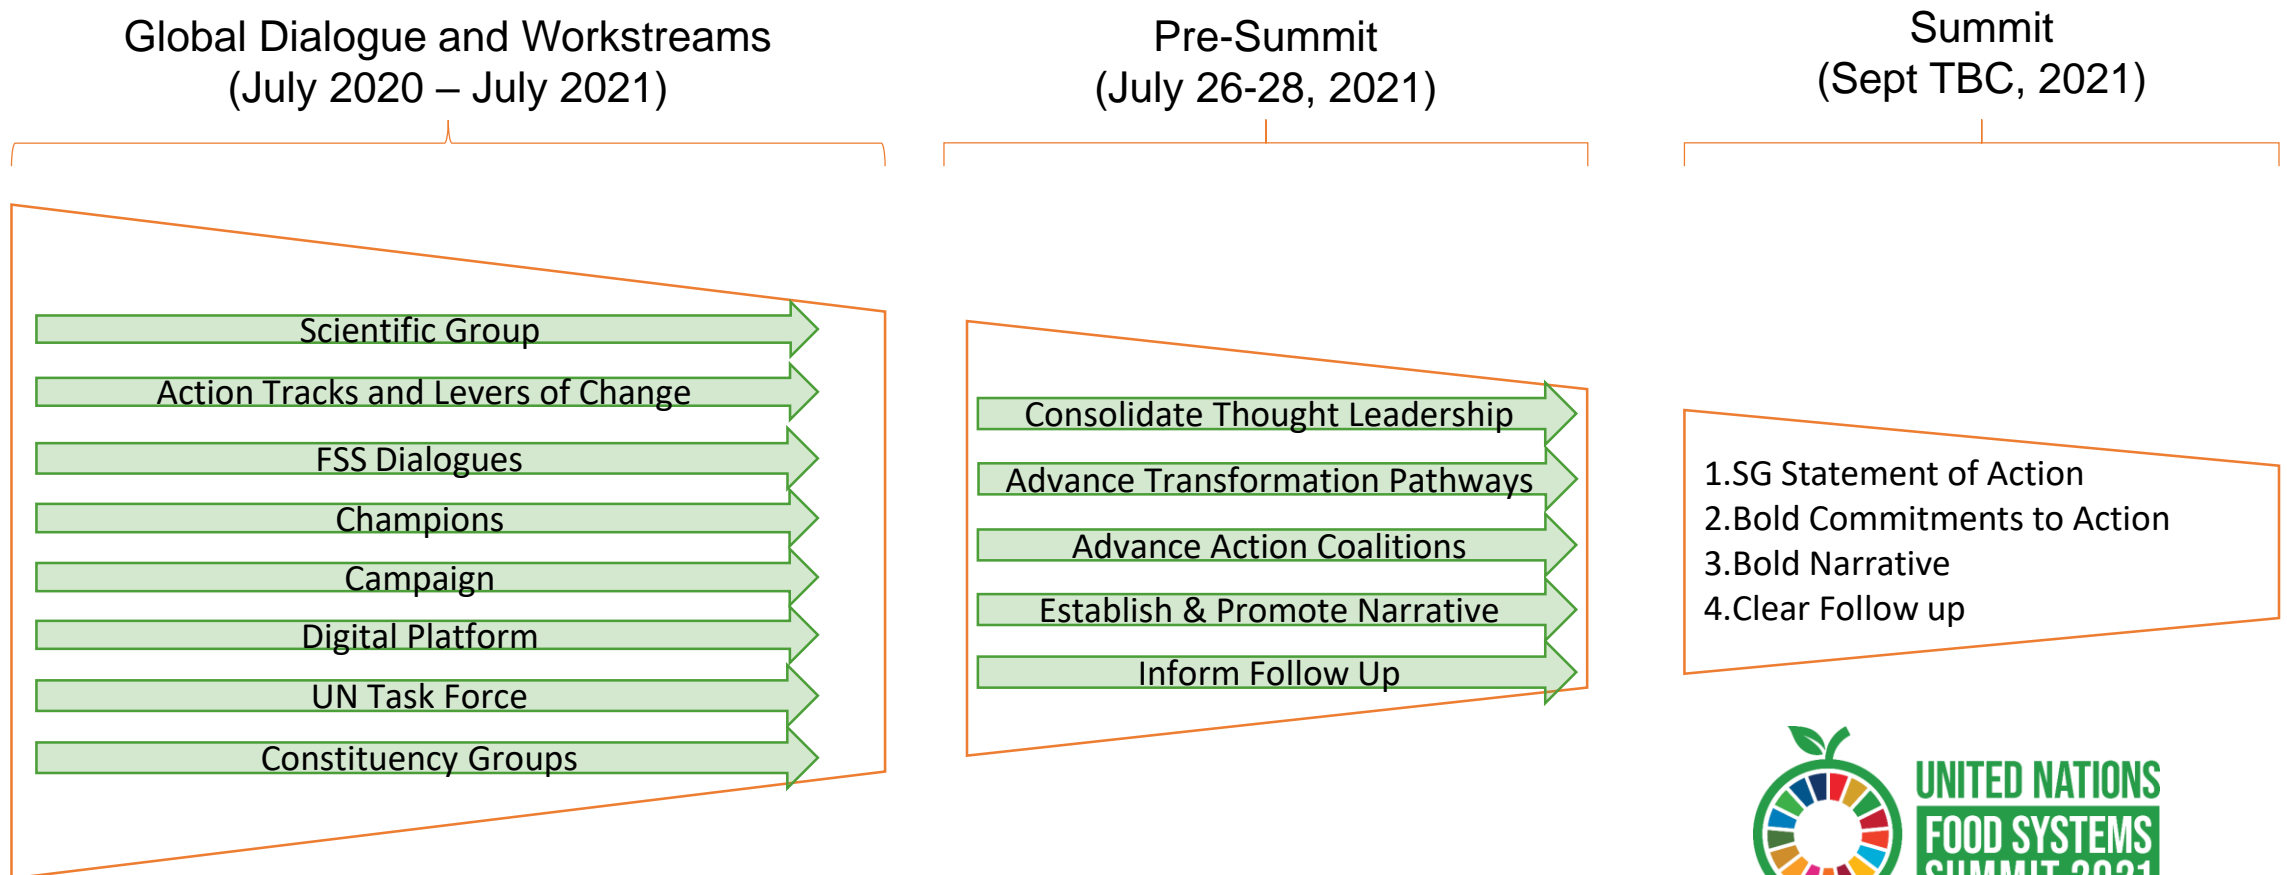 Global Dialogue and Workstreams
(July 2020 – July 2021)
Pre-Summit
(July 26-28, 2021)
Summit
(Sept TBC, 2021)
Scientific Group
Action Tracks and Levers of Change
FSS Dialogues
Champions
Campaign
Digital Platform
UN Task Force
Constituency Groups
Consolidate Thought Leadership
Advance Transformation Pathways
Advance Action Coalitions
Establish & Promote Narrative
Inform Follow Up
1.SG Statement of Action
2.Bold Commitments to Action
3.Bold Narrative
4.Clear Follow up
UNITED NATIONS
FOOD SYSTEMS
SUMMIT 2021